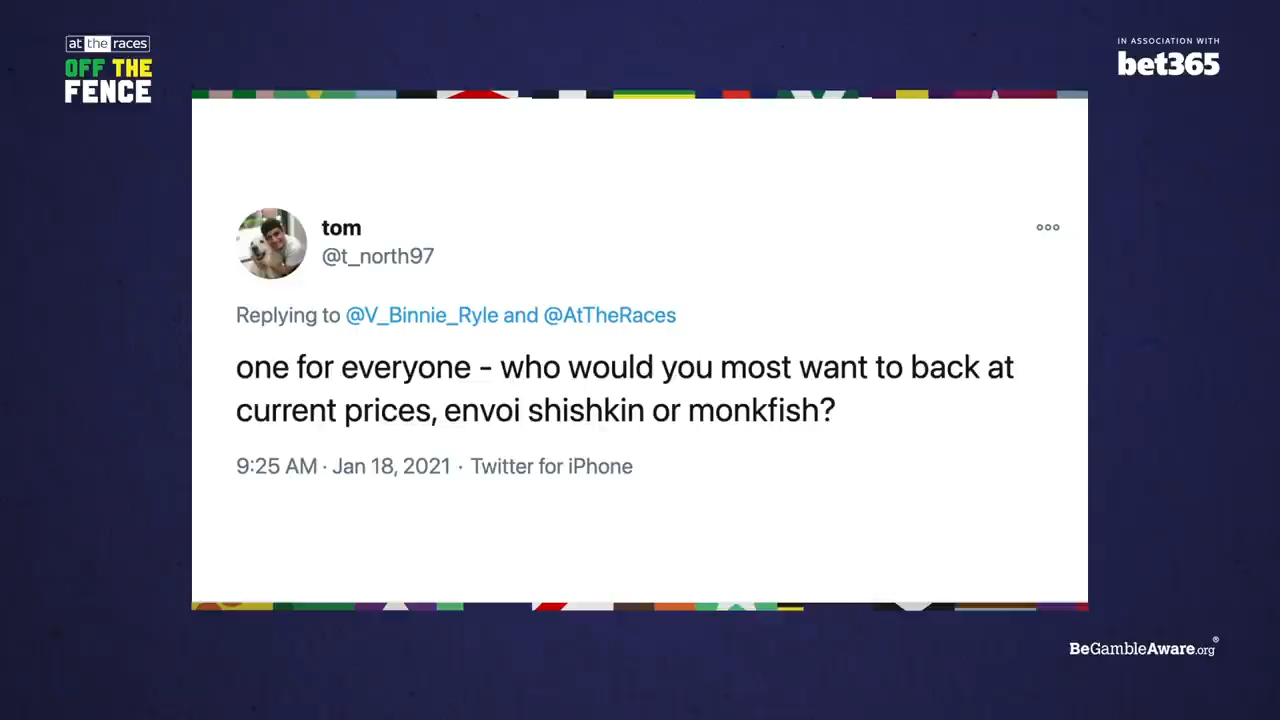 at the races
OFF THE
FENCE
IN ASSOCIATION WITH
bet365
tom
@t_north97
Replying to @V_Binnie_Ryle and @AtTheRaces
one for everyone - who would you most want to back at
current prices, envoi shishkin or monkfish?
9:25 AM · Jan 18, 2021 · Twitter for iPhone
BeGambleAware.org®